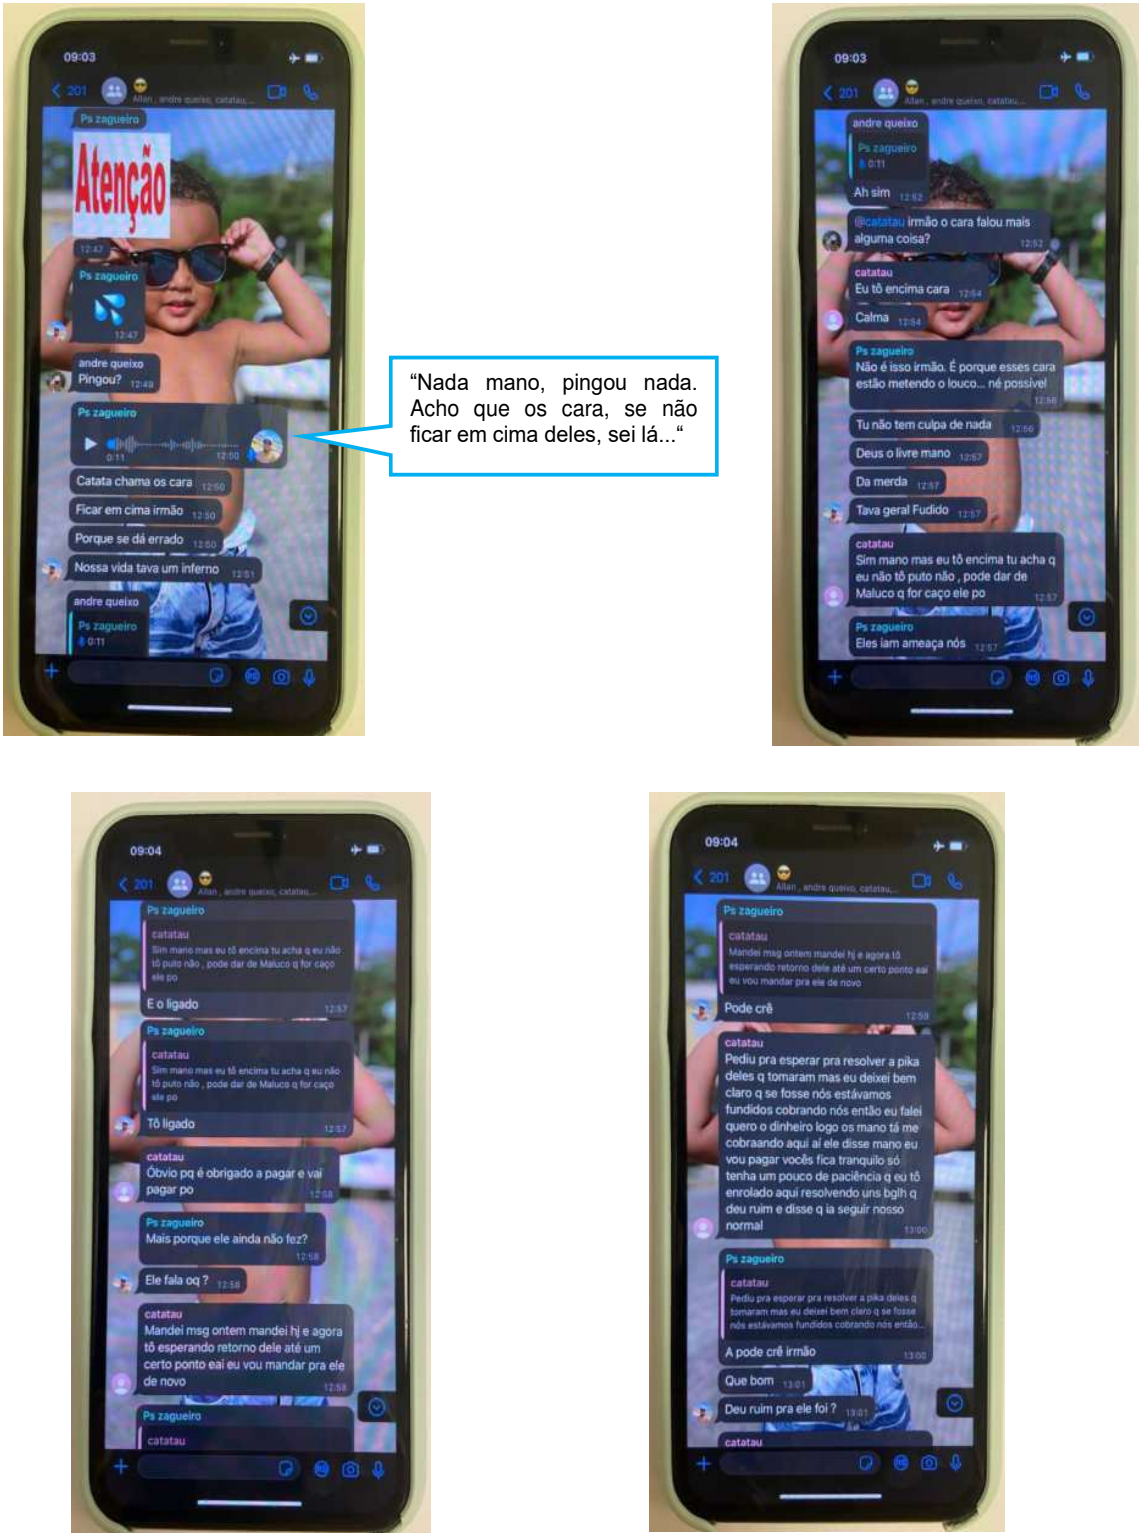 09:03
201
Allan , andre queixo, catatau,...
Ps zagueiro
Atenção
12:47
Ps zagueiro
12:47
andre queixo
Pingou? 12:49
Ps zagueiro
0:11 12:50
Catata chama os cara 12:50
Ficar em cima irmão 12:50
Porque se dá errado 12:50
Nossa vida tava um inferno 12:51
andre queixo
Ps zagueiro
0:11
“Nada mano, pingou nada.
Acho que os cara, se não
ficar em cima deles, sei lá...“
09:03
201
Allan , andre queixo, catatau,...
andre queixo
Ps zagueiro
0:11
Ah sim 12:52
@catatau irmão o cara falou mais
alguma coisa? 12:52
catatau
Eu tô encima cara 12:54
Calma 12:54
Ps zagueiro
Não é isso irmão. É porque esses cara
estão metendo o louco... né possível
12:56
Tu não tem culpa de nada 12:56
Deus o livre mano 12:57
Da merda 12:57
Tava geral Fudido 12:57
catatau
Sim mano mas eu tô encima tu acha q
eu não tô puto não , pode dar de
Maluco q for caço ele po 12:57
Ps zagueiro
Eles iam ameaça nós 12:57
09:04
201
Allan , andre queixo, catatau,...
Ps zagueiro
catatau
Sim mano mas eu tô encima tu acha q eu não
tô puto não , pode dar de Maluco q for caço
ele po
E o ligado 12:57
Ps zagueiro
catatau
Sim mano mas eu tô encima tu acha q eu não
tô puto não , pode dar de Maluco q for caço
ele po
Tô ligado 12:57
catatau
Óbvio pq é obrigado a pagar e vai
pagar po 12:58
Ps zagueiro
Mais porque ele ainda não fez?
12:58
Ele fala oq ? 12:58
catatau
Mandei msg ontem mandei hj e agora
tô esperando retorno dele até um
certo ponto eai eu vou mandar pra ele
de novo 12:58
Ps zagueiro
catatau
09:04
201
Allan , andre queixo, catatau,...
Ps zagueiro
catatau
Mandei msg ontem mandei hj e agora tô
esperando retorno dele até um certo ponto eai
eu vou mandar pra ele de novo
Pode crê 12:59
catatau
Pediu pra esperar pra resolver a pika
deles q tomaram mas eu deixei bem
claro q se fosse nós estávamos
fundidos cobrando nós então eu falei
quero o dinheiro logo os mano tá me
cobraando aqui aí ele disse mano eu
vou pagar vocês fica tranquilo só
tenha um pouco de paciência q eu tô
enrolado aqui resolvendo uns bglh q
deu ruim e disse q ia seguir nosso
normal 13:00
Ps zagueiro
catatau
Pediu pra esperar pra resolver a pika deles q
tomaram mas eu deixei bem claro q se fosse
nós estávamos fundidos cobrando nós então...
A pode crê irmão 13:00
Que bom 13:01
Deu ruim pra ele foi ? 13:01
catatau